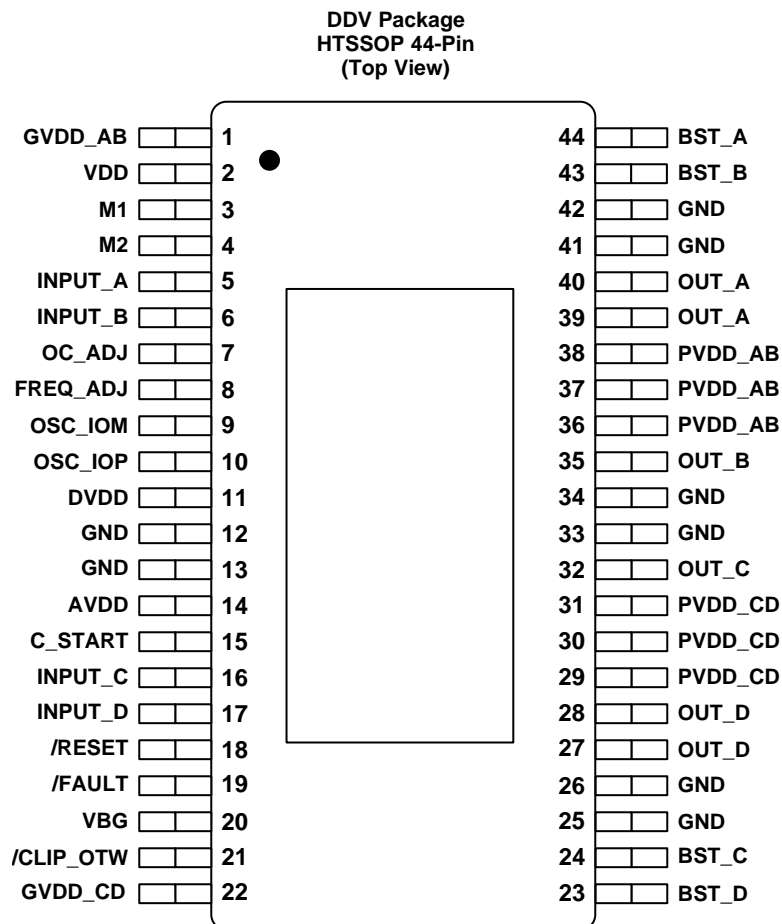 DDV Package
HTSSOP 44-Pin
(Top View)
GVDD_AB 1 44 BST_A
VDD 2 43 BST_B
M1 3 42 GND
M2 4 41 GND
INPUT_A 5 40 OUT_A
INPUT_B 6 39 OUT_A
OC_ADJ 7 38 PVDD_AB
FREQ_ADJ 8 37 PVDD_AB
OSC_IOM 9 36 PVDD_AB
OSC_IOP 10 35 OUT_B
DVDD 11 34 GND
GND 12 33 GND
GND 13 32 OUT_C
AVDD 14 31 PVDD_CD
C_START 15 30 PVDD_CD
INPUT_C 16 29 PVDD_CD
INPUT_D 17 28 OUT_D
/RESET 18 27 OUT_D
/FAULT 19 26 GND
VBG 20 25 GND
/CLIP_OTW 21 24 BST_C
GVDD_CD 22 23 BST_D